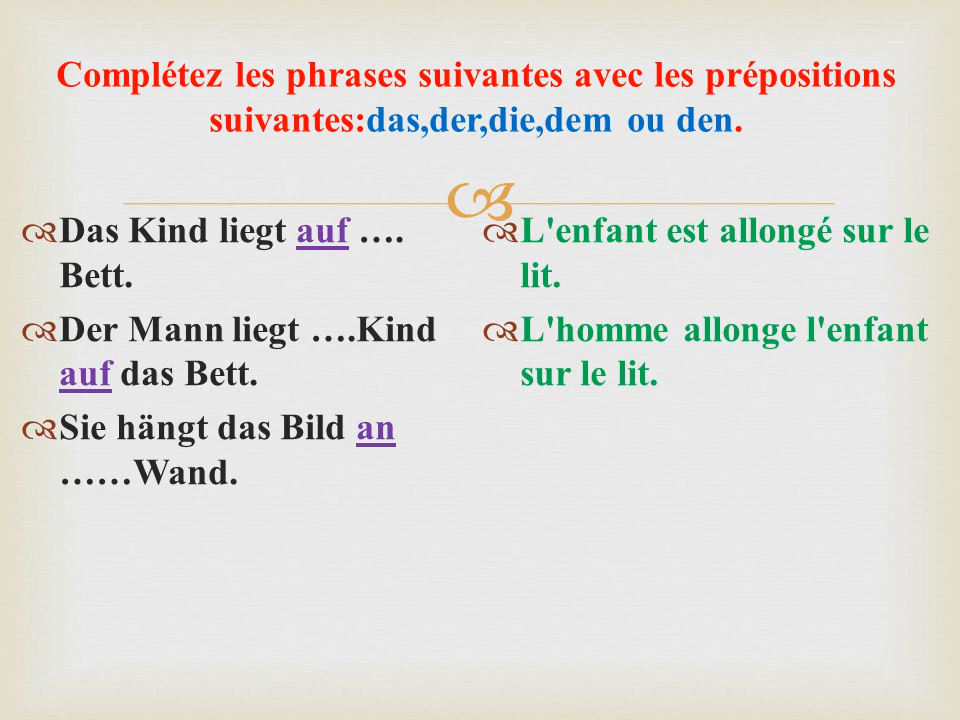 Complétez les phrases suivantes avec les prépositions
suivantes:das,der,die,dem ou den.
Das Kind liegt auf ….
Bett.
Der Mann liegt ….Kind
auf das Bett.
Sie hängt das Bild an
……Wand.
L'enfant est allongé sur le
lit.
L'homme allonge l'enfant
sur le lit.